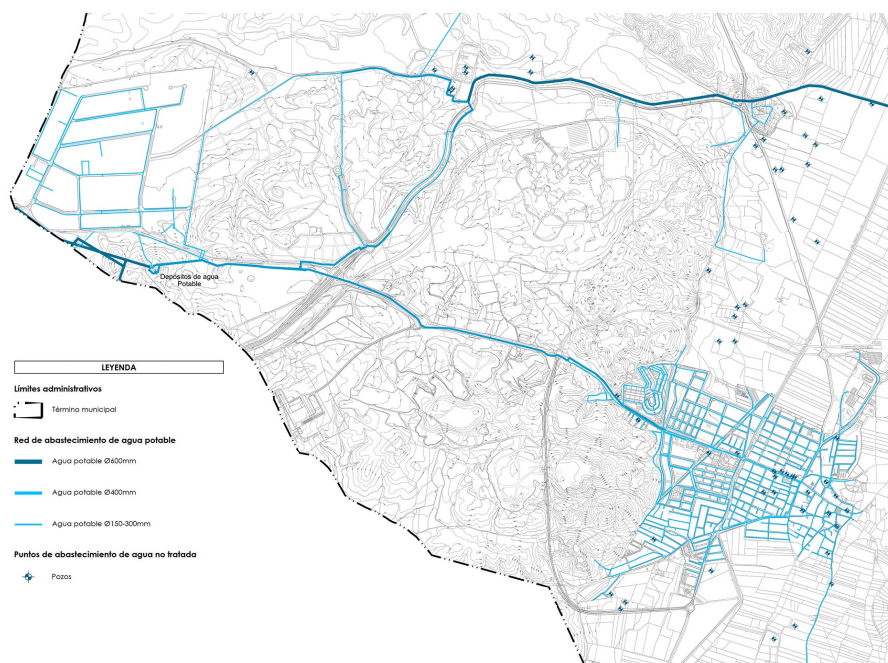 Depósitos de agua
Potable
LEYENDA
Límites administrativos
Término municipal
Red de abastecimiento de agua potable
Agua potable Ø600mm
Agua potable Ø400mm
Agua potable Ø150-300mm
Puntos de abastecimiento de agua no tratada
Pozos